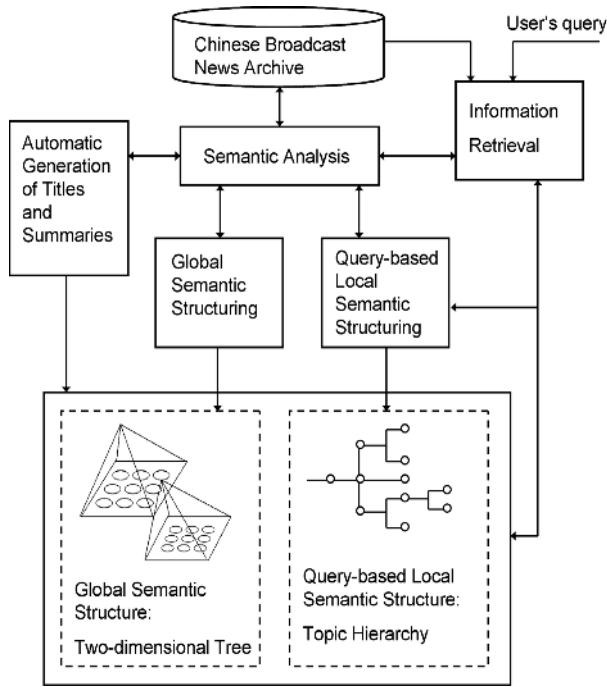 User's query
Chinese Broadcast
News Archive
Information
Retrieval
Automatic
Generation
of Titles
and
Summaries
Semantic Analysis
Global
Semantic
Structuring
Query-based
Local
Semantic
Structuring
Global Semantic
Structure:
Two-dimensional Tree
Query-based Local
Semantic Structure:
Topic Hierarchy